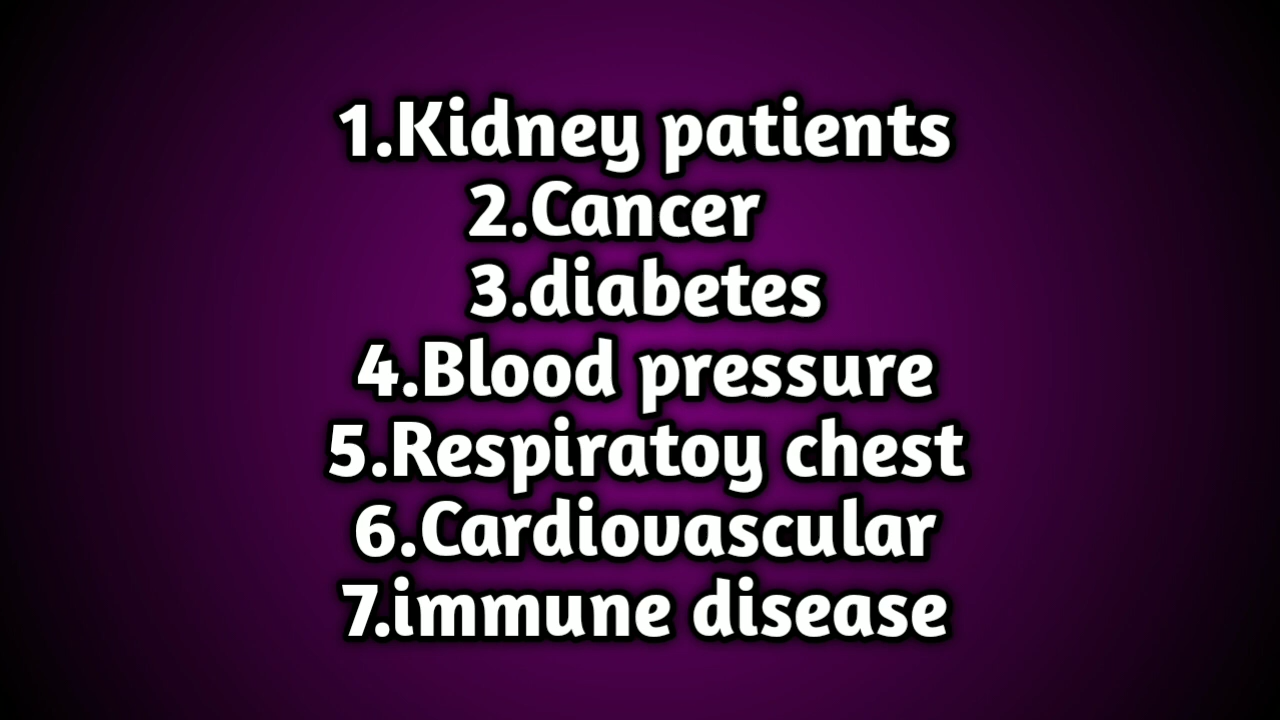 1.Kidney patients
2.Cancer
3.diabetes
4.Blood pressure
5.Respiratoy chest
6.Cardiovascular
7.immune disease